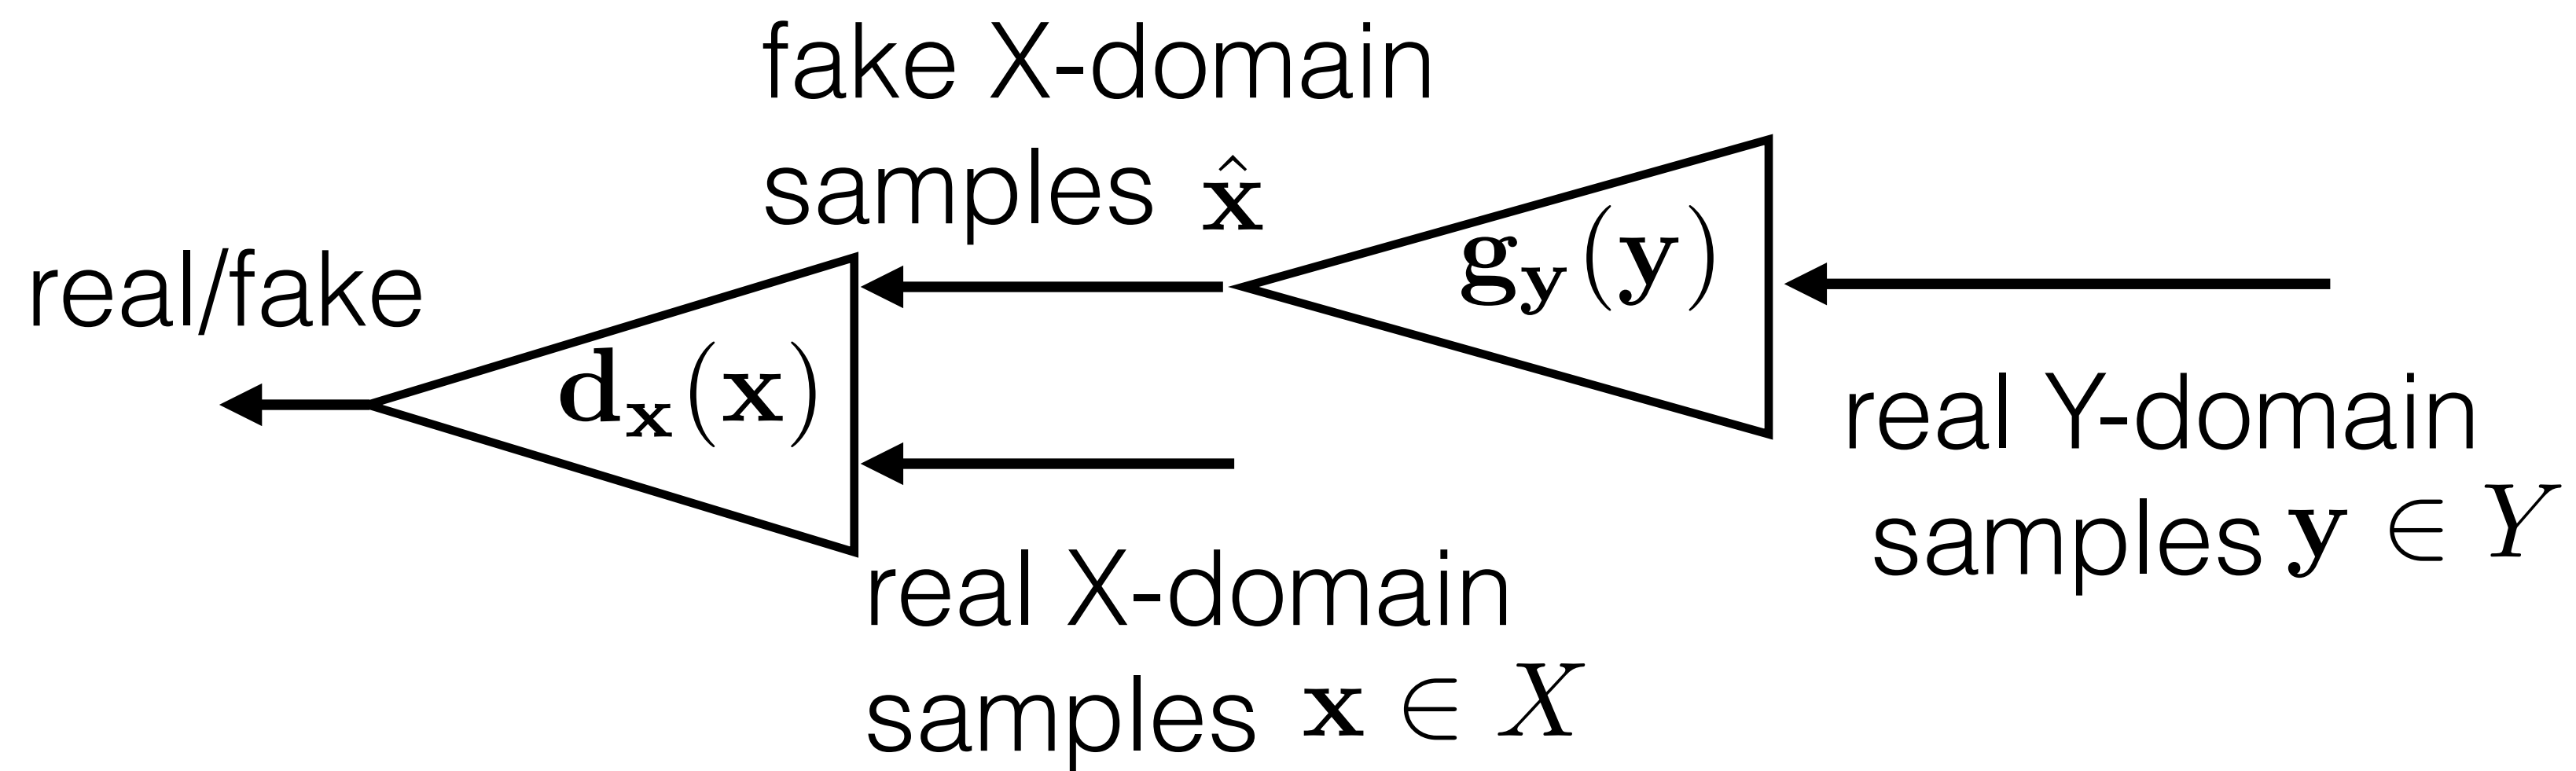 fake X-domain
samples x̂
real/fake
g_y(y)
d_x(x)
real Y-domain
samples y ∈ Y
real X-domain
samples x ∈ X